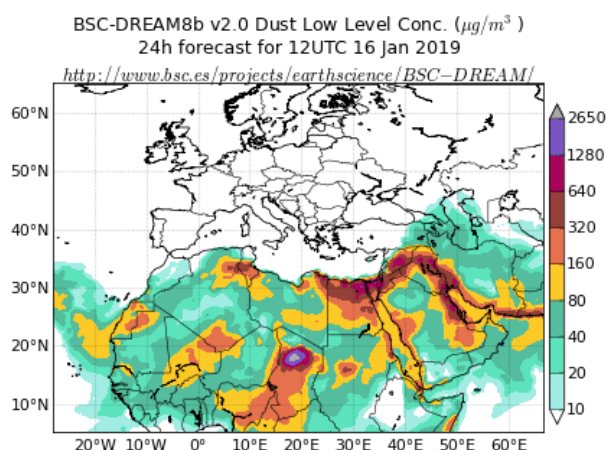 BSC-DREAM8b v2.0 Dust Low Level Conc. (μg/m³ )
24h forecast for 12UTC 16 Jan 2019
http://www.bsc.es/projects/earthscience/BSC−DREAM/
60°N
50°N
40°N
30°N
20°N
10°N
20°W 10°W 0° 10°E 20°E 30°E 40°E 50°E 60°E
2650
1280
640
320
160
80
40
20
10